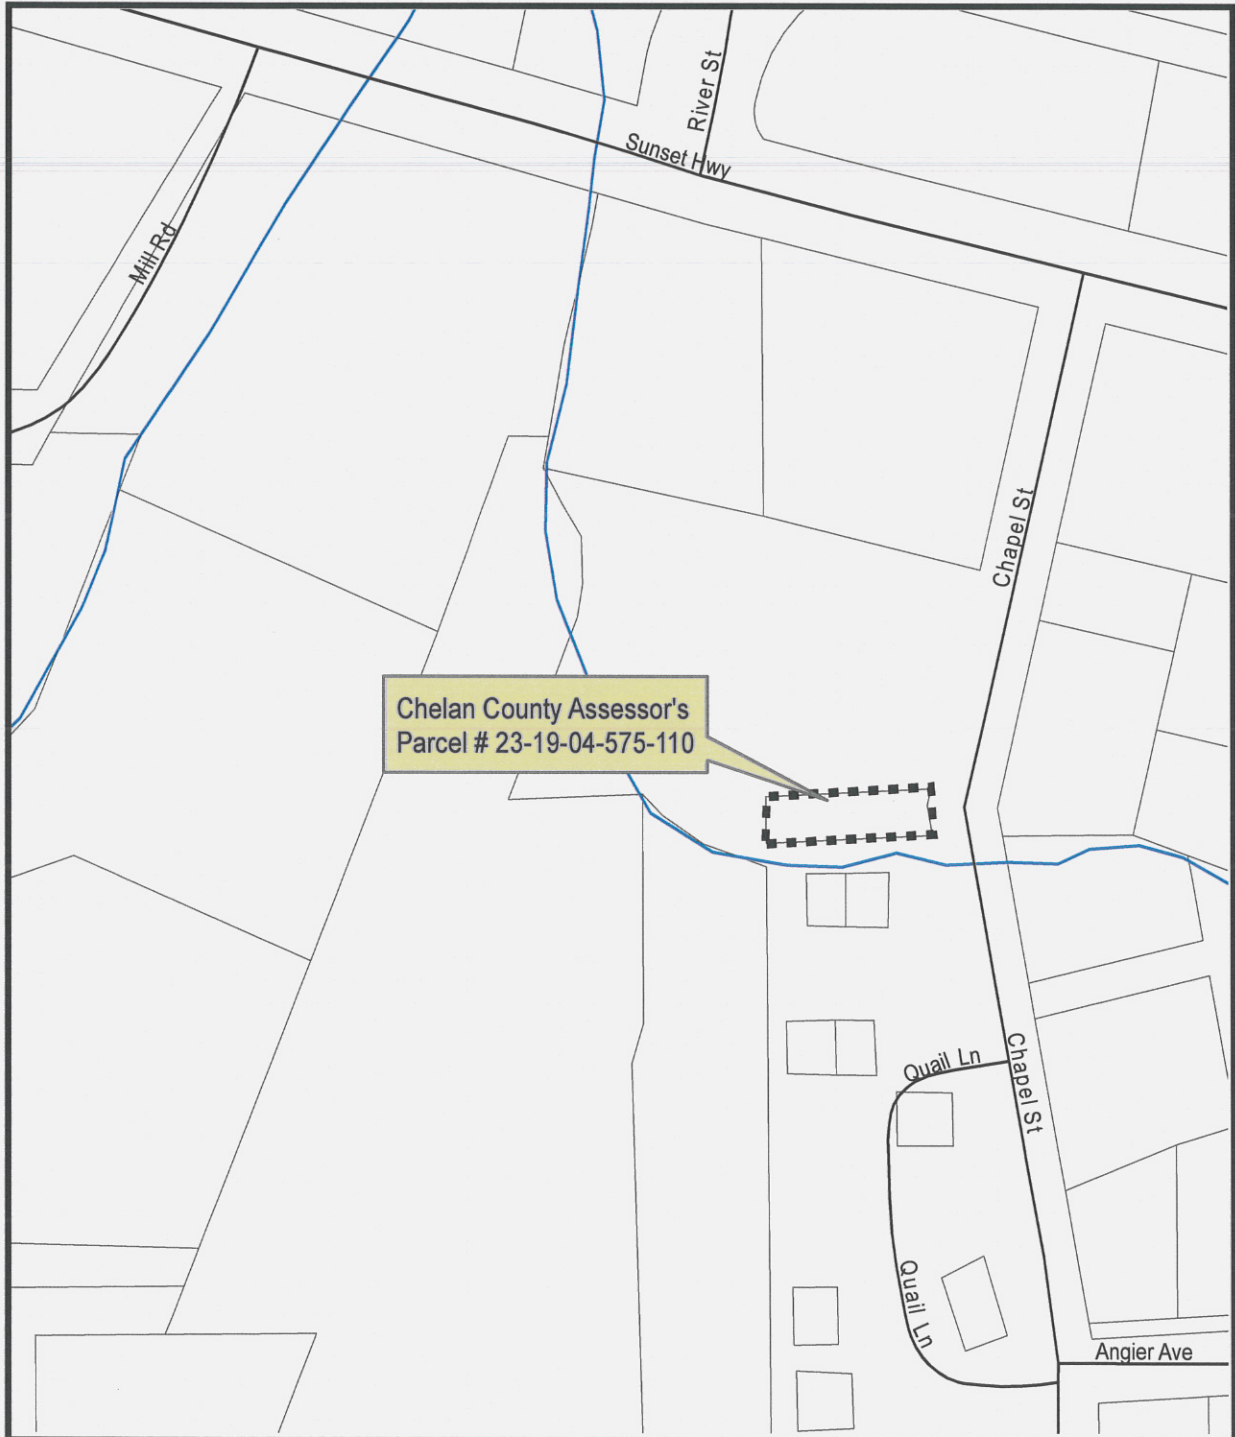 River St
Sunset Hwy
Mill Rd
Chapel St
Chelan County Assessor's
Parcel # 23-19-04-575-110
Quail Ln
Chapel St
Quail Ln
Angier Ave